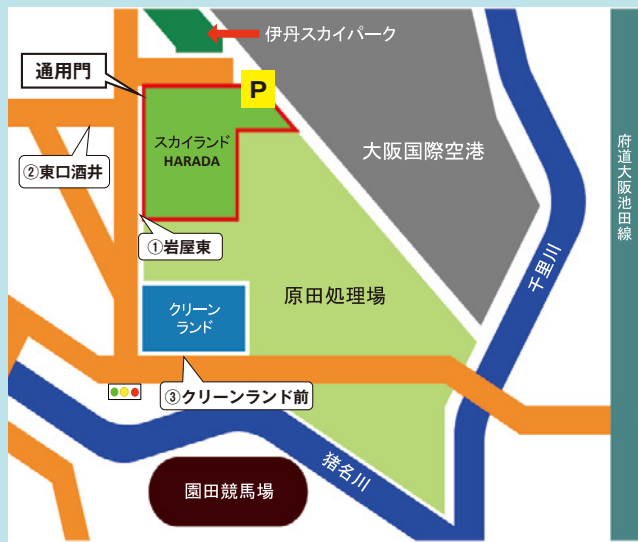 伊丹スカイパーク
通用門
P
スカイランド
HARADA
大阪国際空港
府道大阪池田線
②東口酒井
①岩屋東
千里川
原田処理場
クリーン
ランド
③クリーンランド前
猪名川
園田競馬場